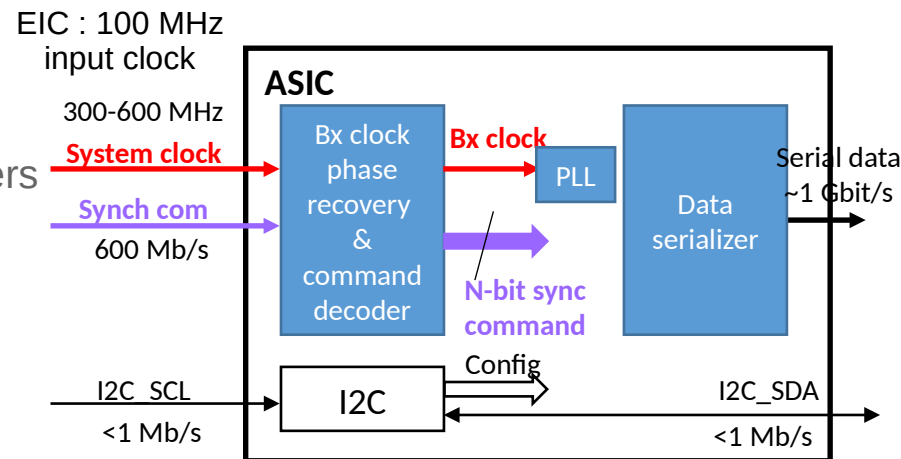 EIC : 100 MHz
input clock
ASIC
300-600 MHz
System clock
ers
Synch com
600 Mb/s
Bx clock
phase
recovery
&
command
decoder
Bx clock
PLL
N-bit sync
command
Data
serializer
Serial data
~1 Gbit/s
I2C_SCL
<1 Mb/s
I2C
Config
I2C_SDA
<1 Mb/s